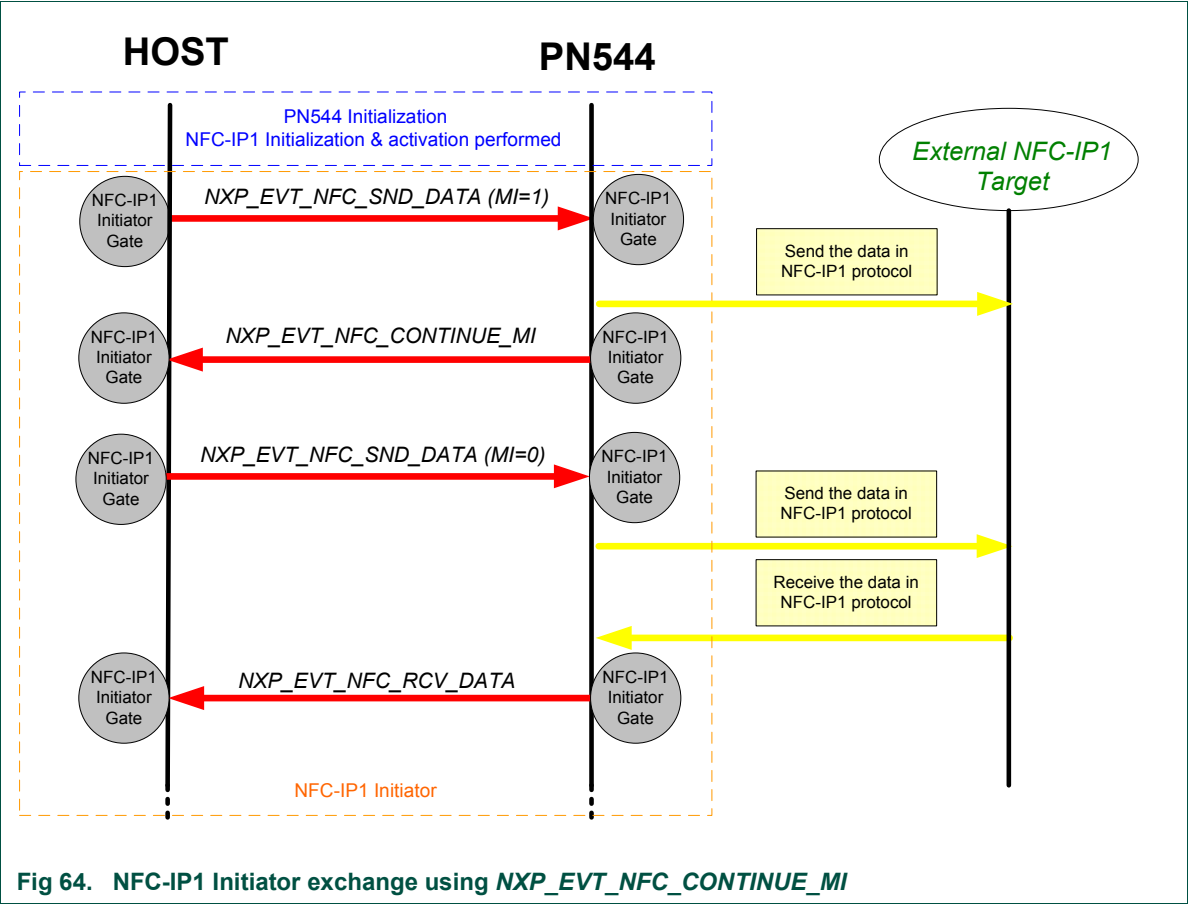 HOST
PN544
PN544 Initialization
NFC-IP1 Initialization & activation performed
External NFC-IP1
Target
NFC-IP1
Initiator
Gate
NXP_EVT_NFC_SND_DATA (MI=1)
NFC-IP1
Initiator
Gate
Send the data in
NFC-IP1 protocol
NFC-IP1
Initiator
Gate
NXP_EVT_NFC_CONTINUE_MI
NFC-IP1
Initiator
Gate
NFC-IP1
Initiator
Gate
NXP_EVT_NFC_SND_DATA (MI=0)
NFC-IP1
Initiator
Gate
Send the data in
NFC-IP1 protocol
Receive the data in
NFC-IP1 protocol
NFC-IP1
Initiator
Gate
NXP_EVT_NFC_RCV_DATA
NFC-IP1
Initiator
Gate
NFC-IP1 Initiator
Fig 64. NFC-IP1 Initiator exchange using NXP_EVT_NFC_CONTINUE_MI